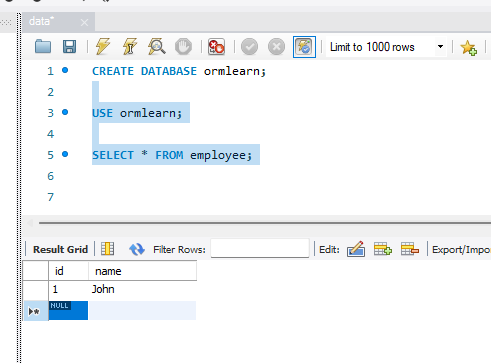 data*
Limit to 1000 rows
1 CREATE DATABASE ormlearn;
2
3 USE ormlearn;
4
5 SELECT * FROM employee;
6
7
Result Grid Filter Rows: Edit: Export/Impo
id name
1 John
NULL